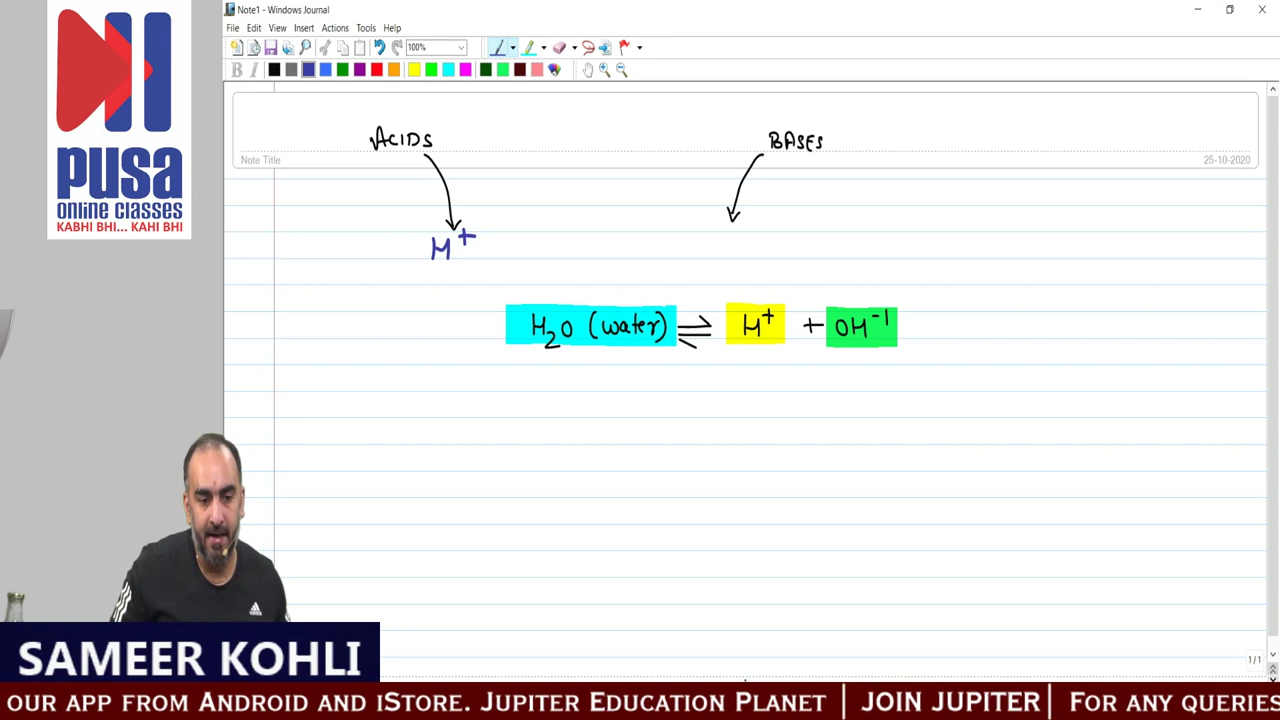 Note1 - Windows Journal
File Edit View Insert Actions Tools Help
100%
B I
PUSA
ONLINE CLASSES
KABHI BHI... KAHI BHI
ACIDS
BASES
Note Title
25-10-2020
H+
H2O (water) ⇌ H+ + OH-1
1/1
SAMEER KOHLI
OUR APP FROM ANDROID AND iSTORE. JUPITER EDUCATION PLANET | JOIN JUPITER| FOR ANY QUERIES